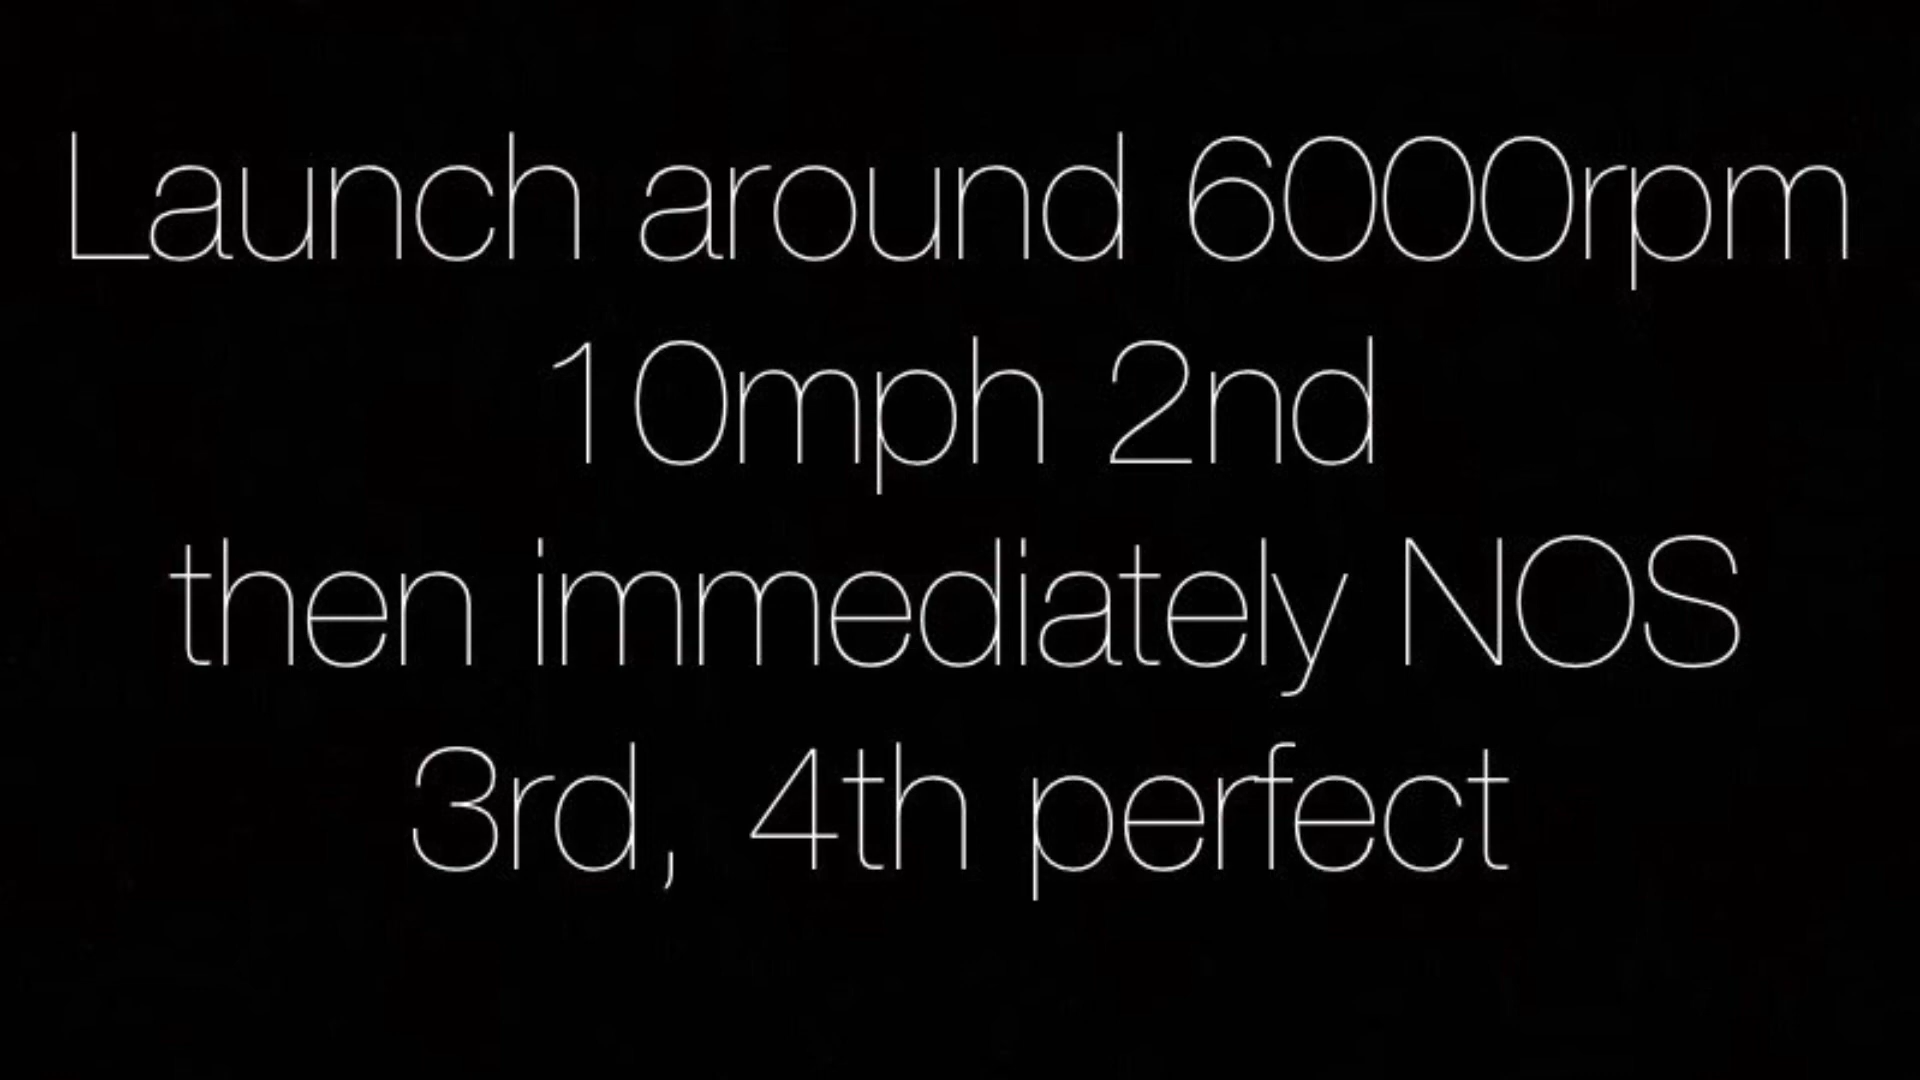 Launch around 6000rpm
10mph 2nd
then immediately NOS
3rd, 4th perfect